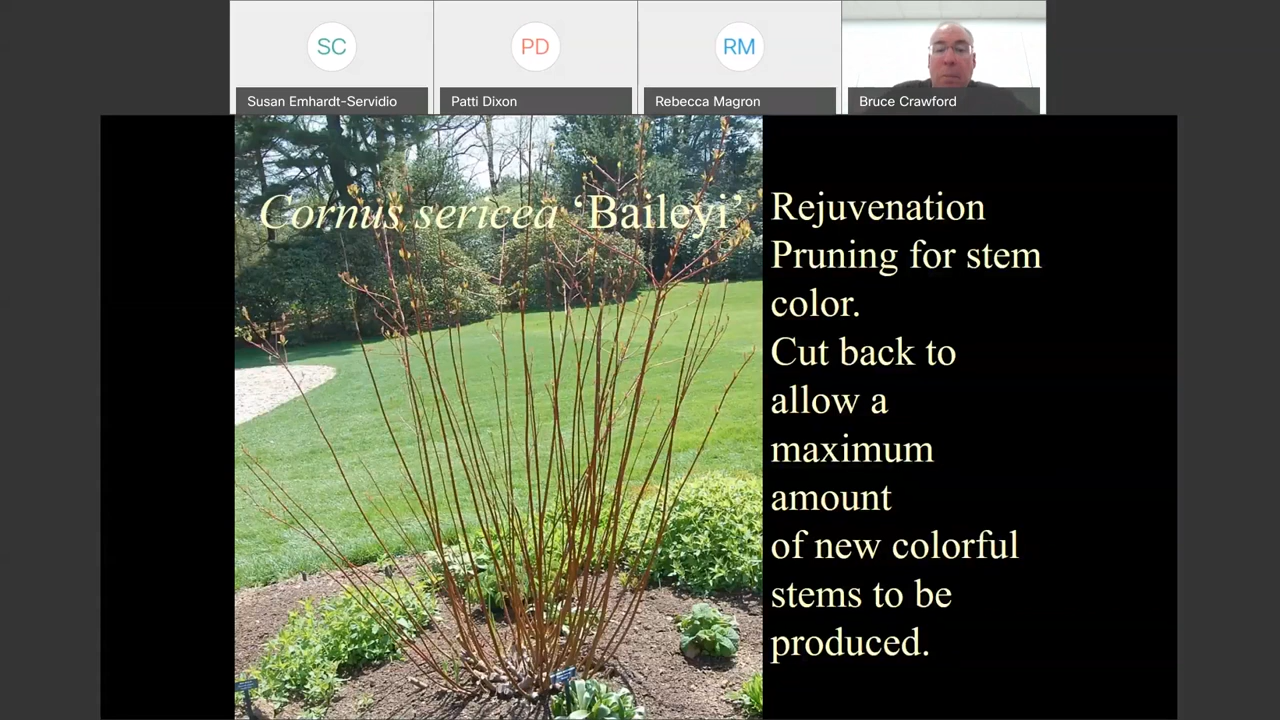 SC
PD
RM
Susan Emhardt-Servidio
Patti Dixon
Rebecca Magron
Bruce Crawford
Cornus sericea ‘Baileyi’
Rejuvenation
Pruning for stem
color.
Cut back to
allow a
maximum
amount
of new colorful
stems to be
produced.